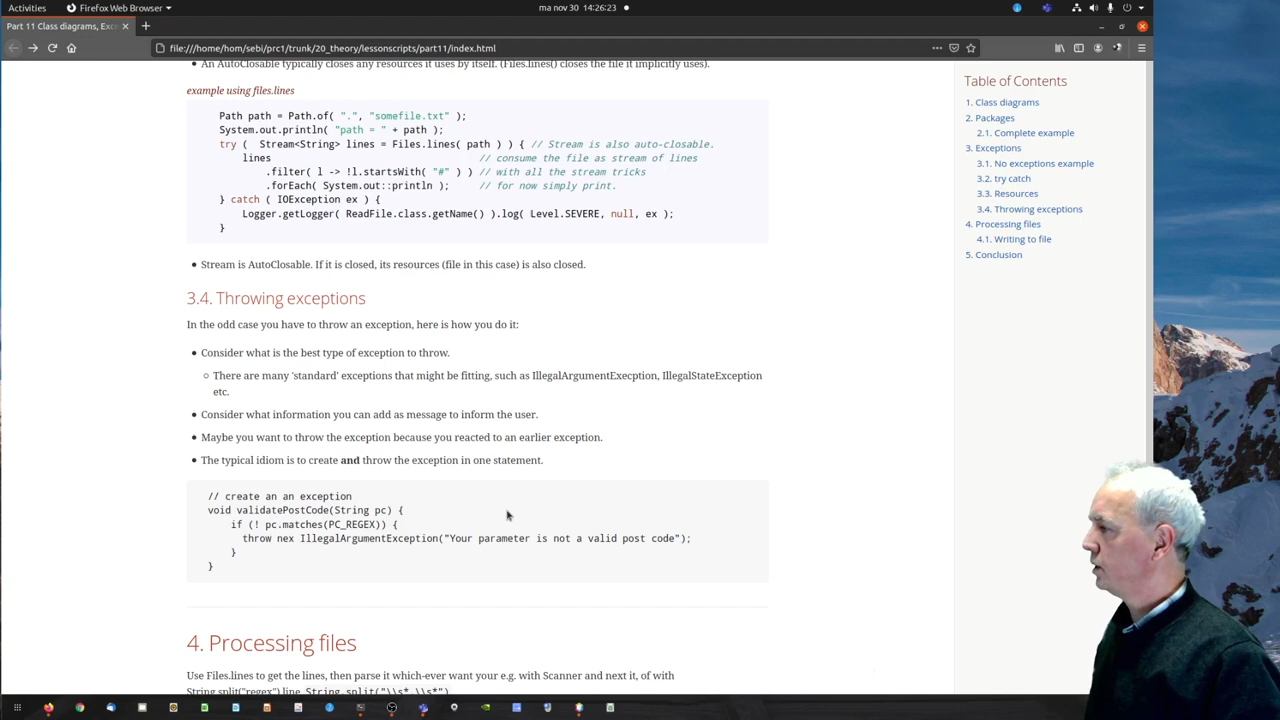 Activities
Firefox Web Browser
ma nov 30 14:26:23
Part 11 Class diagrams, Exc
file:///home/hom/sebi/prc1/trunk/20_theory/lessonscripts/part11/index.html
An AutoClosable typically closes any resources it uses by itself. (Files.lines() closes the file it implicitly uses).
example using files.lines
Path path = Path.of( ".", "somefile.txt" );
System.out.println( "path = " + path );
try ( Stream<String> lines = Files.lines( path ) ) { // Stream is also auto-closable.
lines // consume the file as stream of lines
.filter( l -> !l.startsWith( "#" ) ) // with all the stream tricks
.forEach( System.out::println ); // for now simply print.
} catch ( IOException ex ) {
Logger.getLogger( ReadFile.class.getName() ).log( Level.SEVERE, null, ex );
}
Stream is AutoClosable. If it is closed, its resources (file in this case) is also closed.
3.4. Throwing exceptions
In the odd case you have to throw an exception, here is how you do it:
Consider what is the best type of exception to throw.
There are many 'standard' exceptions that might be fitting, such as IllegalArgumentExecption, IllegalStateException
etc.
Consider what information you can add as message to inform the user.
Maybe you want to throw the exception because you reacted to an earlier exception.
The typical idiom is to create and throw the exception in one statement.
// create an an exception
void validatePostCode(String pc) {
if (! pc.matches(PC_REGEX)) {
throw nex IllegalArgumentException("Your parameter is not a valid post code");
}
}
4. Processing files
Use Files.lines to get the lines, then parse it which-ever want your e.g. with Scanner and next it, of with
String split("regex") line. String.split("\\s*,\\s*")
Table of Contents
1. Class diagrams
2. Packages
2.1. Complete example
3. Exceptions
3.1. No exceptions example
3.2. try catch
3.3. Resources
3.4. Throwing exceptions
4. Processing files
4.1. Writing to file
5. Conclusion